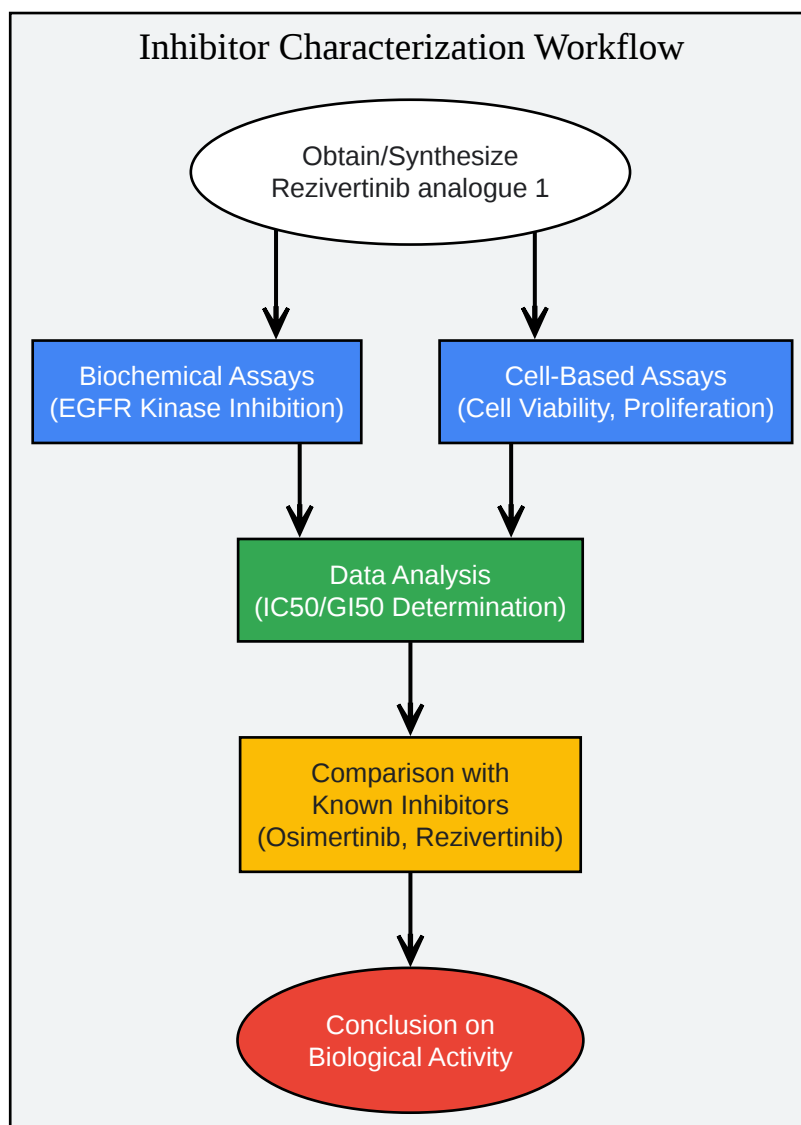 Inhibitor Characterization Workflow
Obtain/Synthesize
Rezivertinib analogue 1
Biochemical Assays
(EGFR Kinase Inhibition)
Cell-Based Assays
(Cell Viability, Proliferation)
Data Analysis
(IC50/GI50 Determination)
Comparison with
Known Inhibitors
(Osimertinib, Rezivertinib)
Conclusion on
Biological Activity